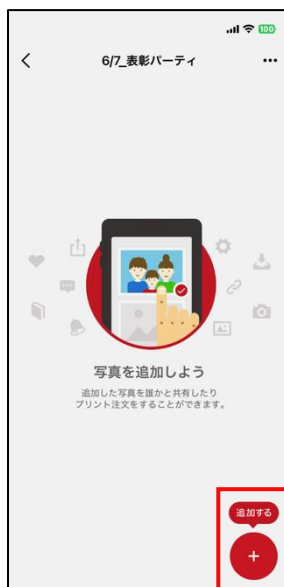 100
6/7_表彰パーティ
写真を追加しよう
追加した写真を誰かと共有したり
プリント注文をすることができます。
追加する